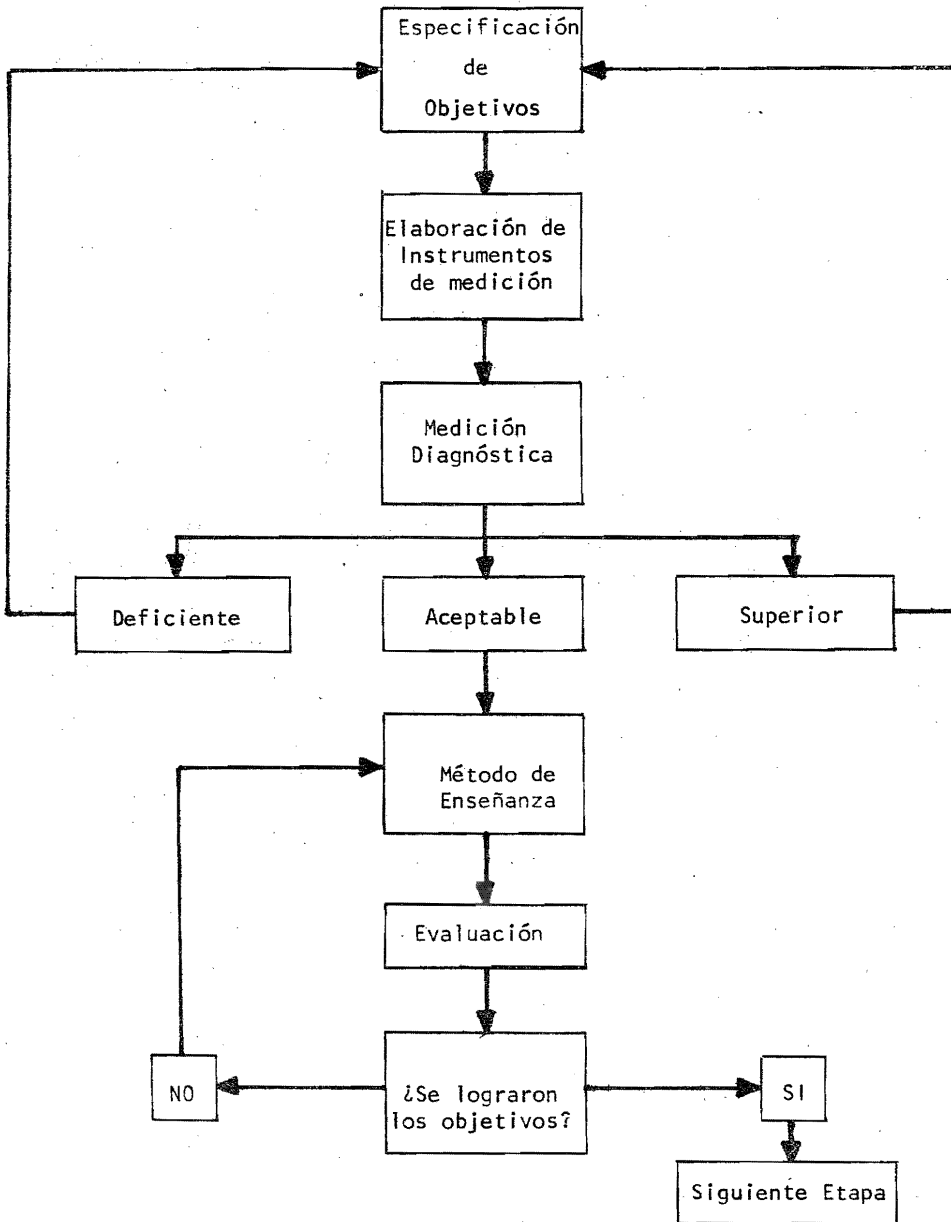 Especificación
de
Objetivos
Elaboración de
Instrumentos
de medición
Medición
Diagnóstica
Deficiente
Aceptable
Superior
Método de
Enseñanza
Evaluación
NO
¿Se lograron
los objetivos?
SI
Siguiente Etapa